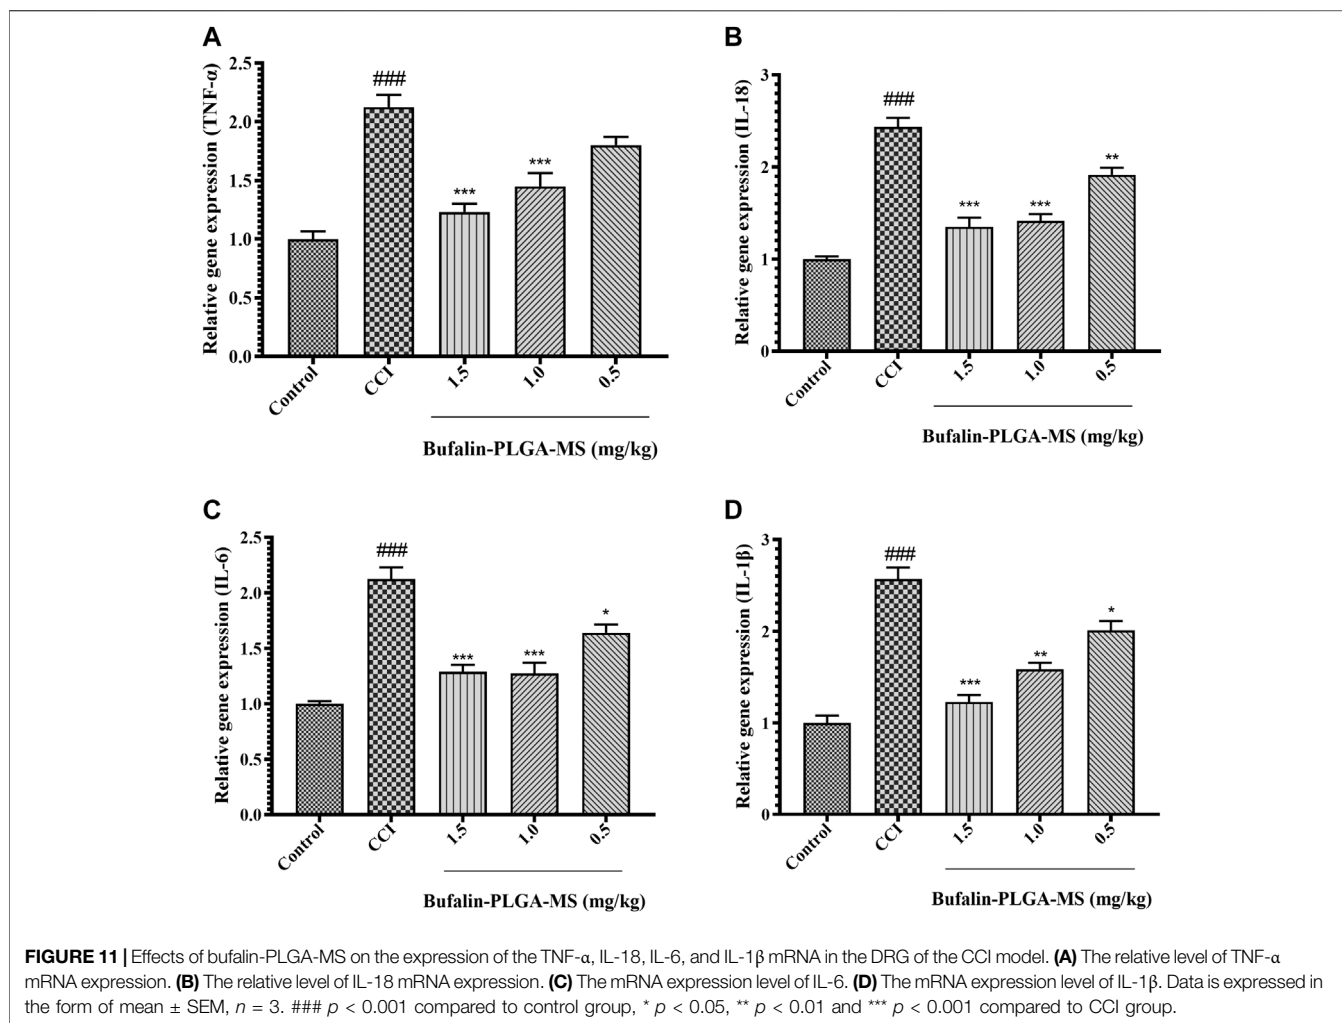 A
Relative gene expression (TNF-α)
2.5
2.0
1.5
1.0
0.5
0.0
###
***
***
Control
CCI
1.5
1.0
0.5
Bufalin-PLGA-MS (mg/kg)
B
Relative gene expression (IL-18)
3
2
1
0
###
***
***
**
Control
CCI
1.5
1.0
0.5
Bufalin-PLGA-MS (mg/kg)
C
Relative gene expression (IL-6)
2.5
2.0
1.5
1.0
0.5
0.0
###
***
***
*
Control
CCI
1.5
1.0
0.5
Bufalin-PLGA-MS (mg/kg)
D
Relative gene expression (IL-1β)
3
2
1
0
###
***
**
*
Control
CCI
1.5
1.0
0.5
Bufalin-PLGA-MS (mg/kg)
FIGURE 11 | Effects of bufalin-PLGA-MS on the expression of the TNF-α, IL-18, IL-6, and IL-1β mRNA in the DRG of the CCI model. (A) The relative level of TNF-α
mRNA expression. (B) The relative level of IL-18 mRNA expression. (C) The mRNA expression level of IL-6. (D) The mRNA expression level of IL-1β. Data is expressed in
the form of mean ± SEM, n = 3. ### p < 0.001 compared to control group, * p < 0.05, ** p < 0.01 and *** p < 0.001 compared to CCI group.